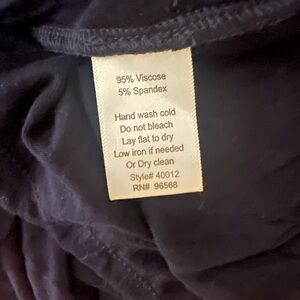 95% Viscose
5% Spandex
Hand wash cold
Do not bleach
Lay flat to dry
Low iron if needed
Or Dry clean
Style# 40012
RN# 96568